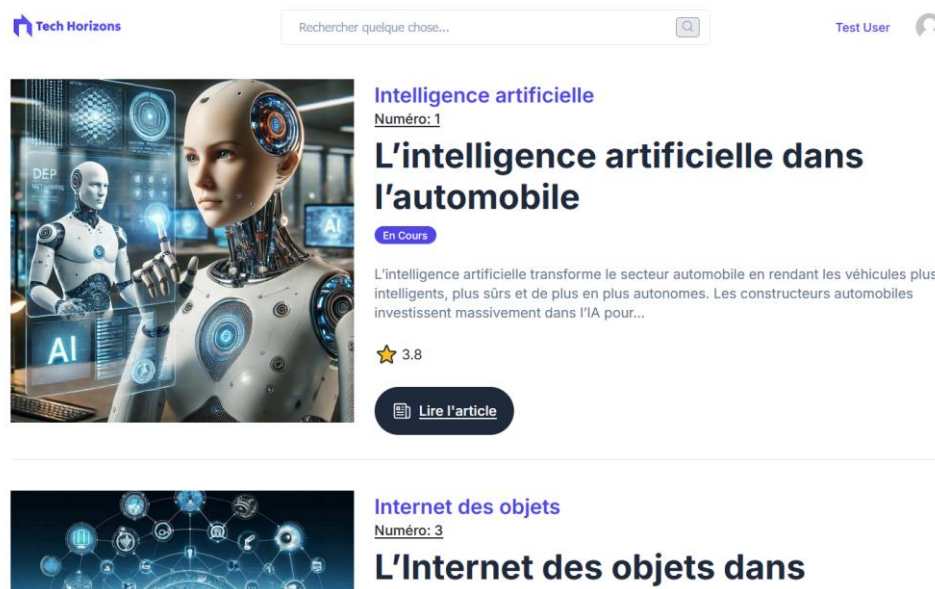 Tech Horizons
Rechercher quelque chose...
Test User
Intelligence artificielle
Numéro: 1
L’intelligence artificielle dans
l’automobile
En Cours
L’intelligence artificielle transforme le secteur automobile en rendant les véhicules plus
intelligents, plus sûrs et de plus en plus autonomes. Les constructeurs automobiles
investissent massivement dans l’IA pour...
3.8
Lire l'article
DEP
AI
AI
Internet des objets
Numéro: 3
L’Internet des objets dans